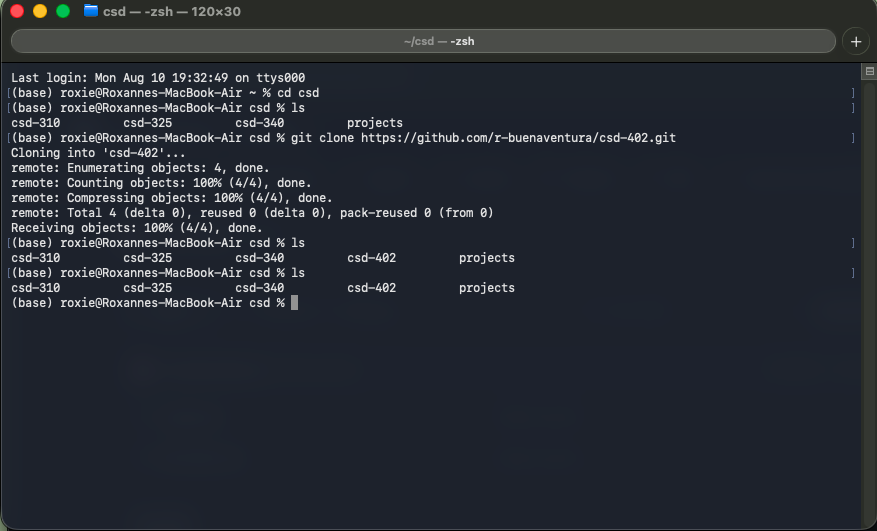 csd — -zsh — 120×30
~/csd — -zsh
Last login: Mon Aug 10 19:32:49 on ttys000
[(base) roxie@Roxannes-MacBook-Air ~ % cd csd ]
[(base) roxie@Roxannes-MacBook-Air csd % ls ]
csd-310 csd-325 csd-340 projects
[(base) roxie@Roxannes-MacBook-Air csd % git clone https://github.com/r-buenaventura/csd-402.git ]
Cloning into 'csd-402'...
remote: Enumerating objects: 4, done.
remote: Counting objects: 100% (4/4), done.
remote: Compressing objects: 100% (4/4), done.
remote: Total 4 (delta 0), reused 0 (delta 0), pack-reused 0 (from 0)
Receiving objects: 100% (4/4), done.
[(base) roxie@Roxannes-MacBook-Air csd % ls ]
csd-310 csd-325 csd-340 csd-402 projects
[(base) roxie@Roxannes-MacBook-Air csd % ls ]
csd-310 csd-325 csd-340 csd-402 projects
(base) roxie@Roxannes-MacBook-Air csd %